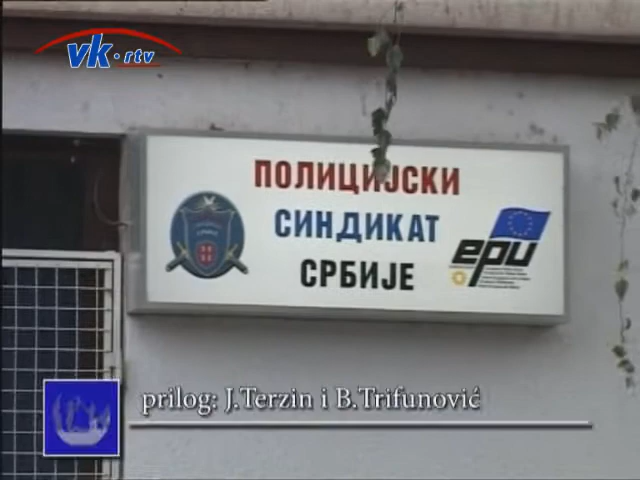 vk·rtv
ПОЛИЦИЈСКИ
СИНДИКАТ
СРБИЈЕ
epu
prilog: J.Terzin i B.Trifunović